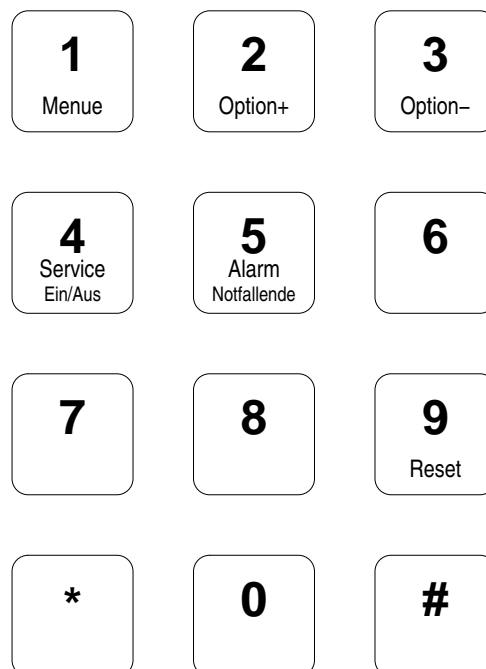 1 2 3
Menue Option+ Option−
4 5 6
Service Alarm
Ein/Aus Notfallende
7 8 9
Reset
* 0 #